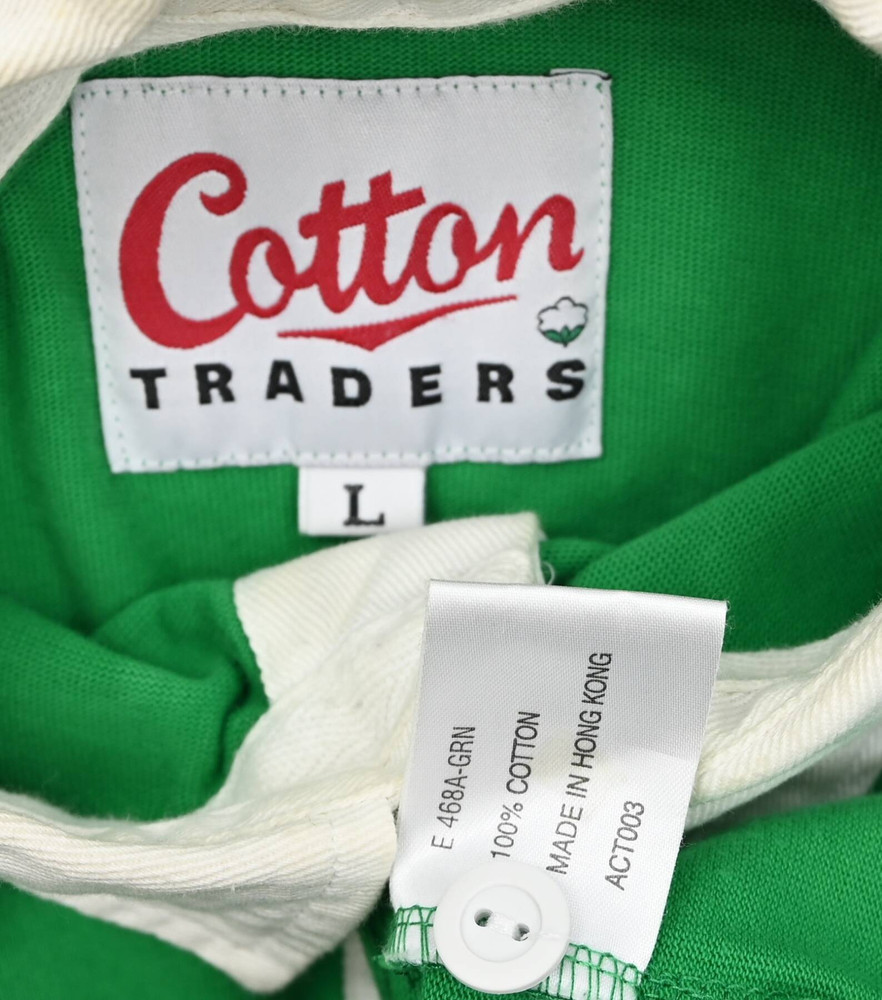 Cotton
TRADERS
L
E 468A-GRN
100% COTTON
MADE IN HONG KONG
ACT003